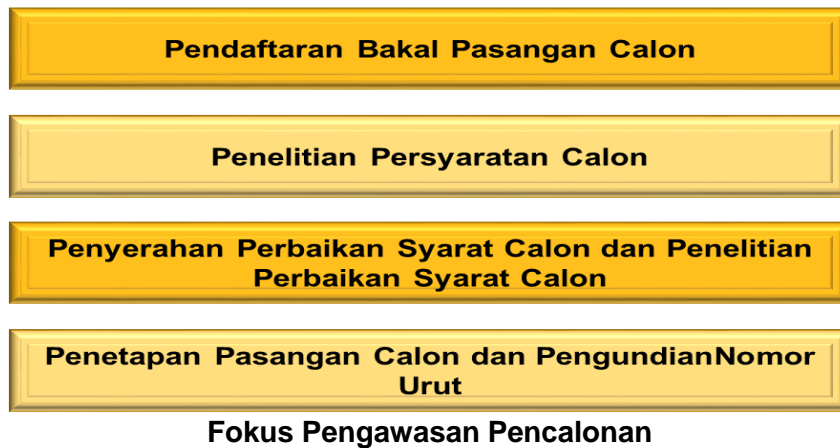 Pendaftaran Bakal Pasangan Calon
Penelitian Persyaratan Calon
Penyerahan Perbaikan Syarat Calon dan Penelitian
Perbaikan Syarat Calon
Penetapan Pasangan Calon dan PengundianNomor
Urut
Fokus Pengawasan Pencalonan